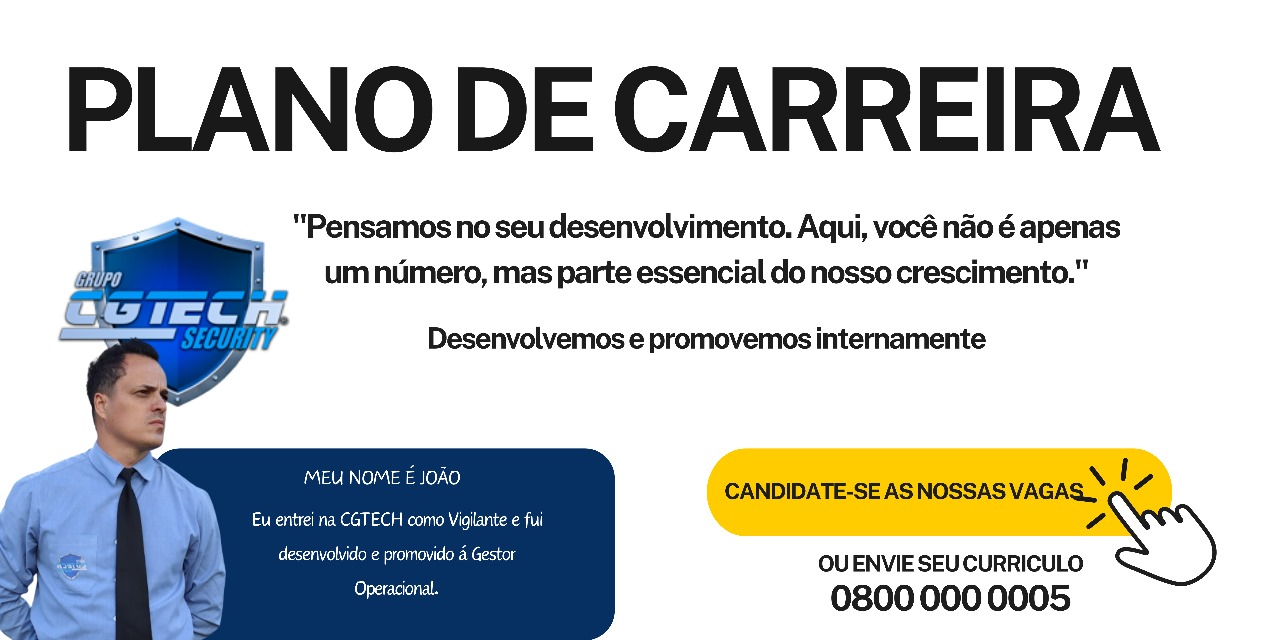 PLANO DE CARREIRA
"Pensamos no seu desenvolvimento. Aqui, você não é apenas
um número, mas parte essencial do nosso crescimento."
Desenvolvemos e promovemos internamente
GRUPO
CGTECH
SECURITY
MEU NOME É JOÃO
Eu entrei na CGTECH como Vigilante e fui
desenvolvido e promovido á Gestor
Operacional.
CANDIDATE-SE AS NOSSAS VAGAS
OU ENVIE SEU CURRICULO
0800 000 0005